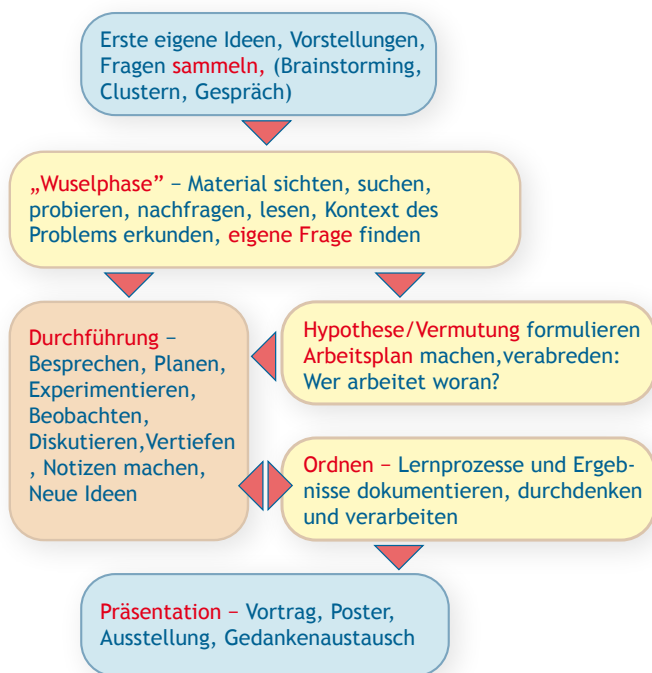 Erste eigene Ideen, Vorstellungen,
Fragen sammeln, (Brainstorming,
Clustern, Gespräch)
„Wuselphase” – Material sichten, suchen,
probieren, nachfragen, lesen, Kontext des
Problems erkunden, eigene Frage finden
Durchführung –
Besprechen, Planen,
Experimentieren,
Beobachten,
Diskutieren,Vertiefen
, Notizen machen,
Neue Ideen
Hypothese/Vermutung formulieren
Arbeitsplan machen,verabreden:
Wer arbeitet woran?
Ordnen – Lernprozesse und Ergeb-
nisse dokumentieren, durchdenken
und verarbeiten
Präsentation – Vortrag, Poster,
Ausstellung, Gedankenaustausch